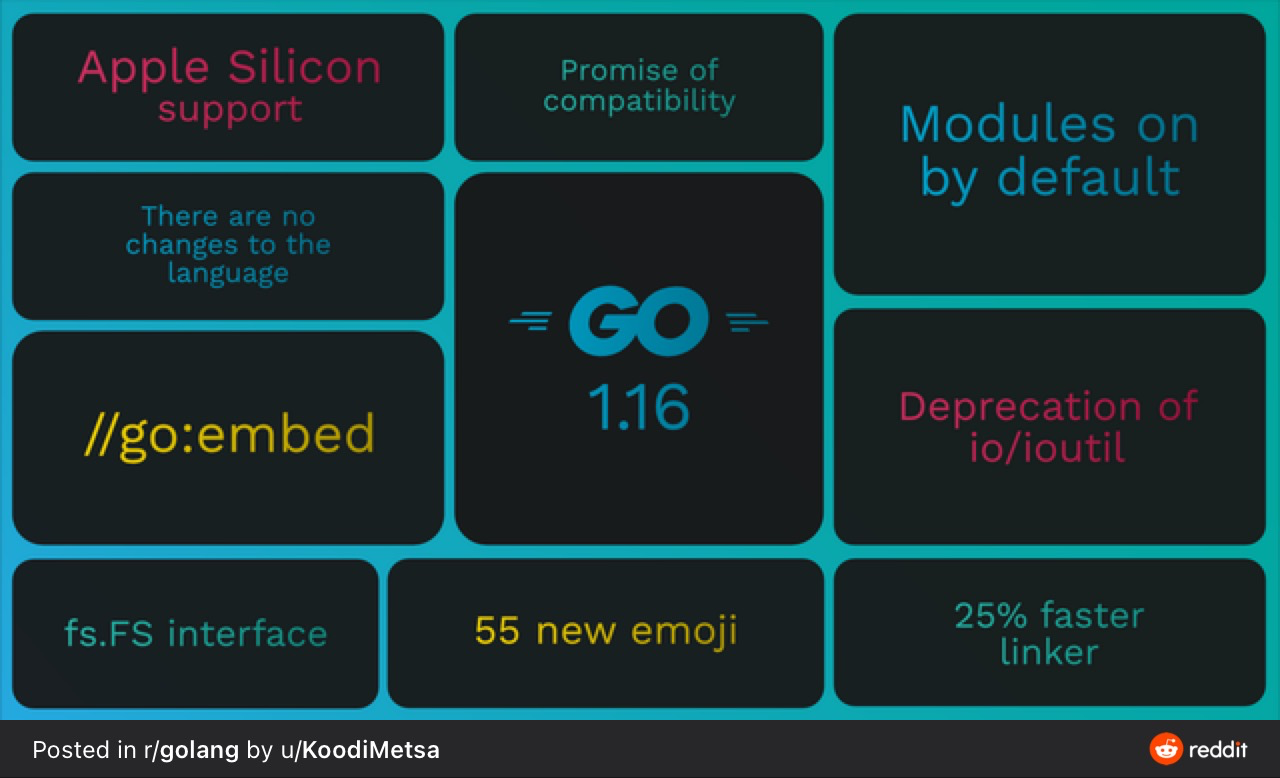 Apple Silicon
support
Promise of
compatibility
Modules on
by default
There are no
changes to the
language
GO
1.16
//go:embed
Deprecation of
io/ioutil
fs.FS interface
55 new emoji
25% faster
linker
Posted in r/golang by u/KoodiMetsa
reddit